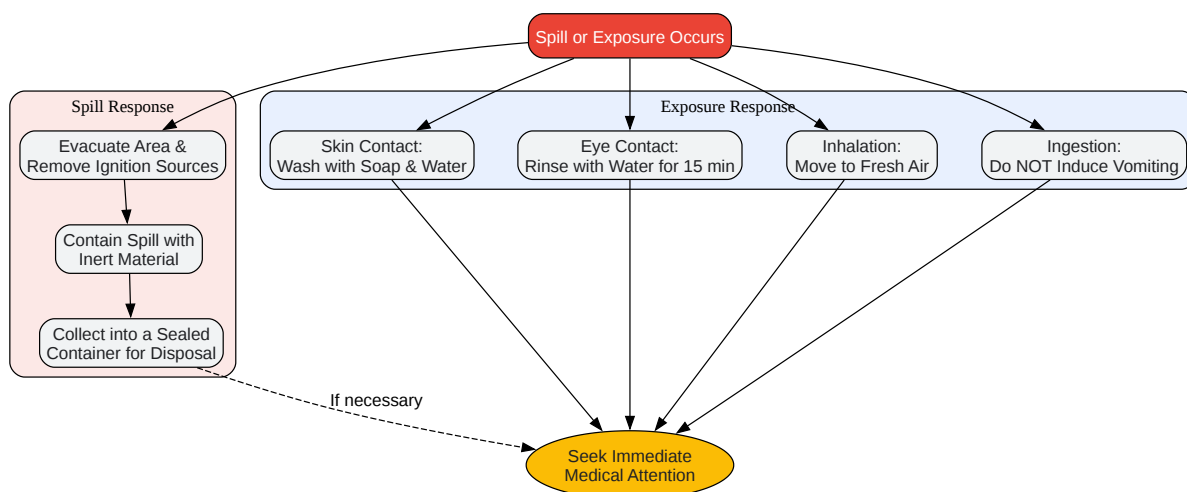 Spill or Exposure Occurs
Spill Response
Exposure Response
Evacuate Area &
Remove Ignition Sources
Skin Contact:
Wash with Soap & Water
Eye Contact:
Rinse with Water for 15 min
Inhalation:
Move to Fresh Air
Ingestion:
Do NOT Induce Vomiting
Contain Spill with
Inert Material
Collect into a Sealed
Container for Disposal
If necessary
Seek Immediate
Medical Attention